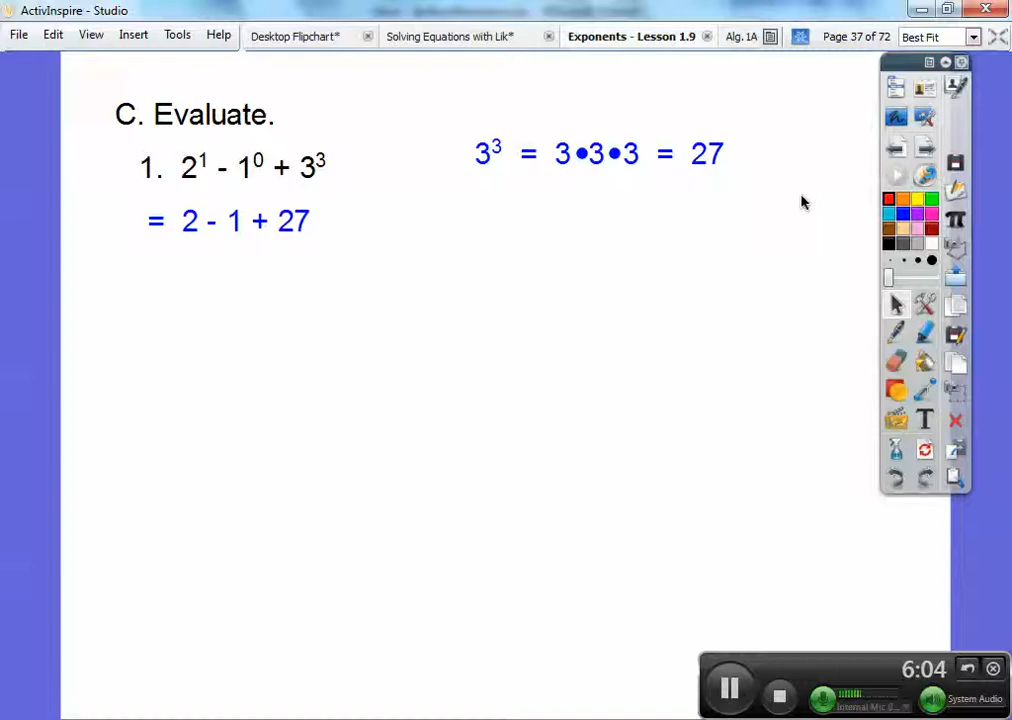 ActivInspire - Studio
File Edit View Insert Tools Help Desktop Flipchart* Solving Equations with Lik* Exponents - Lesson 1.9 Alg. 1A Page 37 of 72 Best Fit
C. Evaluate.
3³ = 3•3•3 = 27
1. 2¹ - 1⁰ + 3³
= 2 - 1 + 27
6:04
System Audio